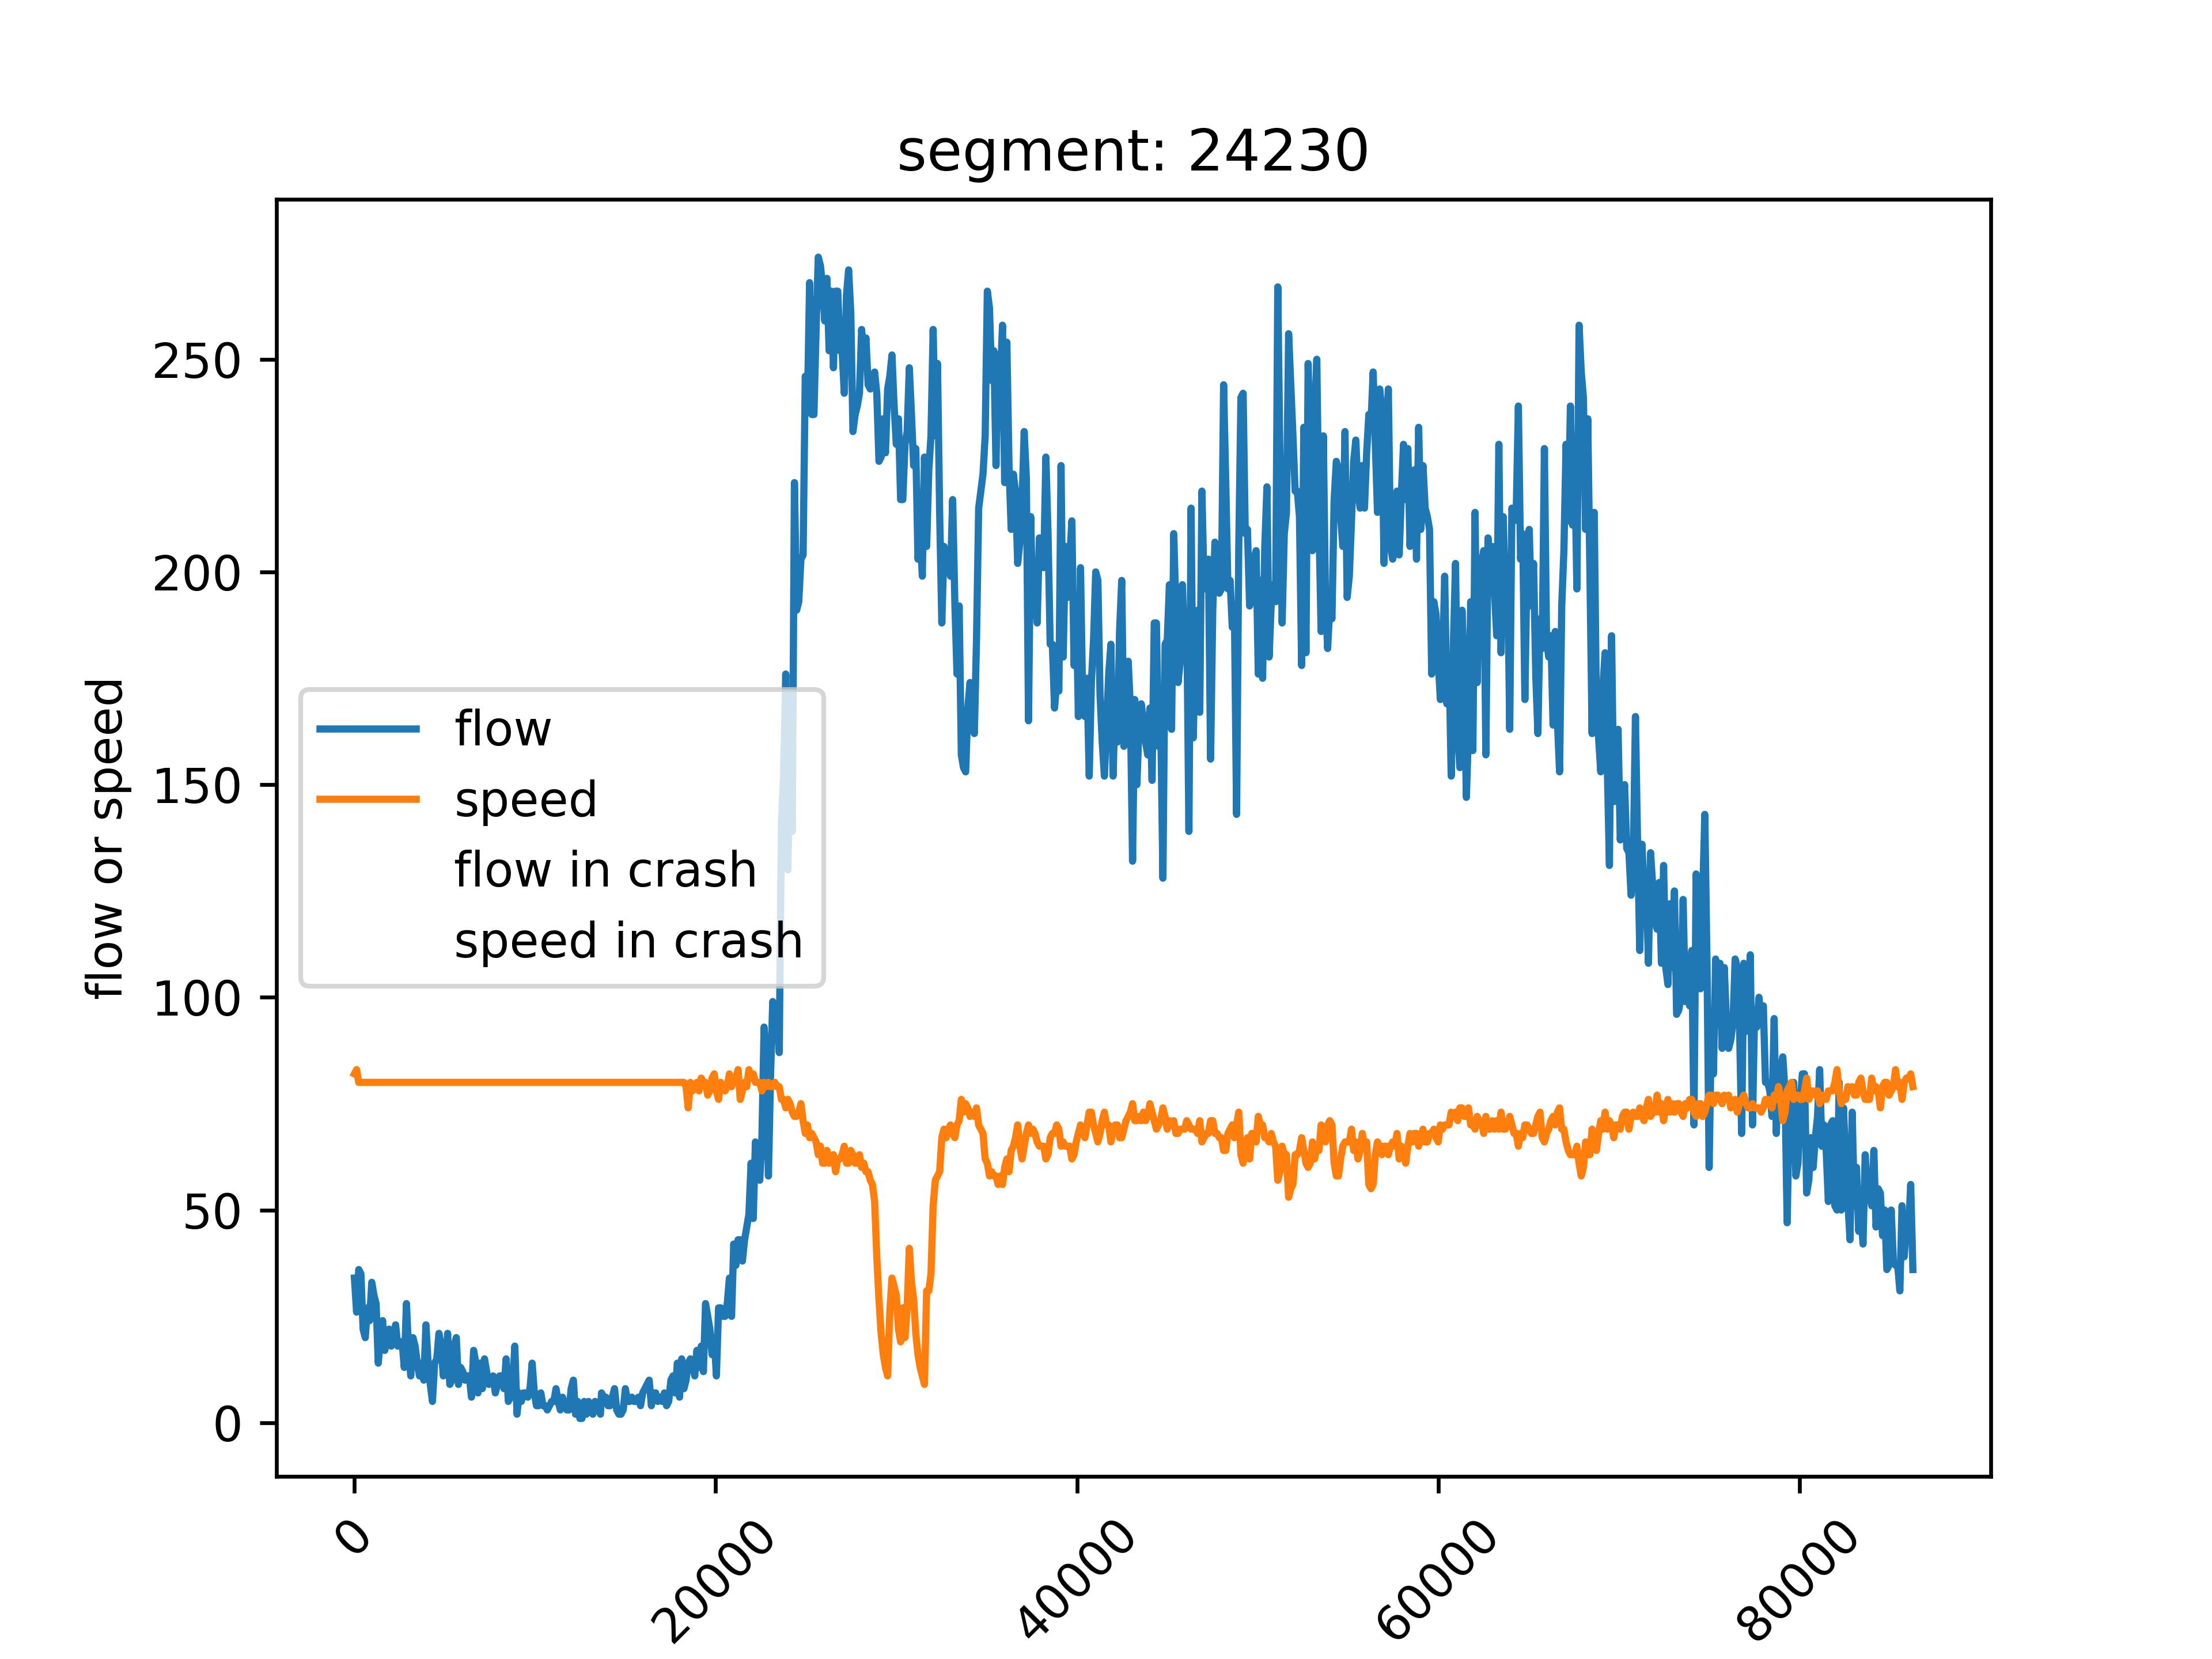 segment: 24230
flow or speed
250
200
150
100
50
0
flow
speed
flow in crash
speed in crash
0
20000
40000
60000
80000